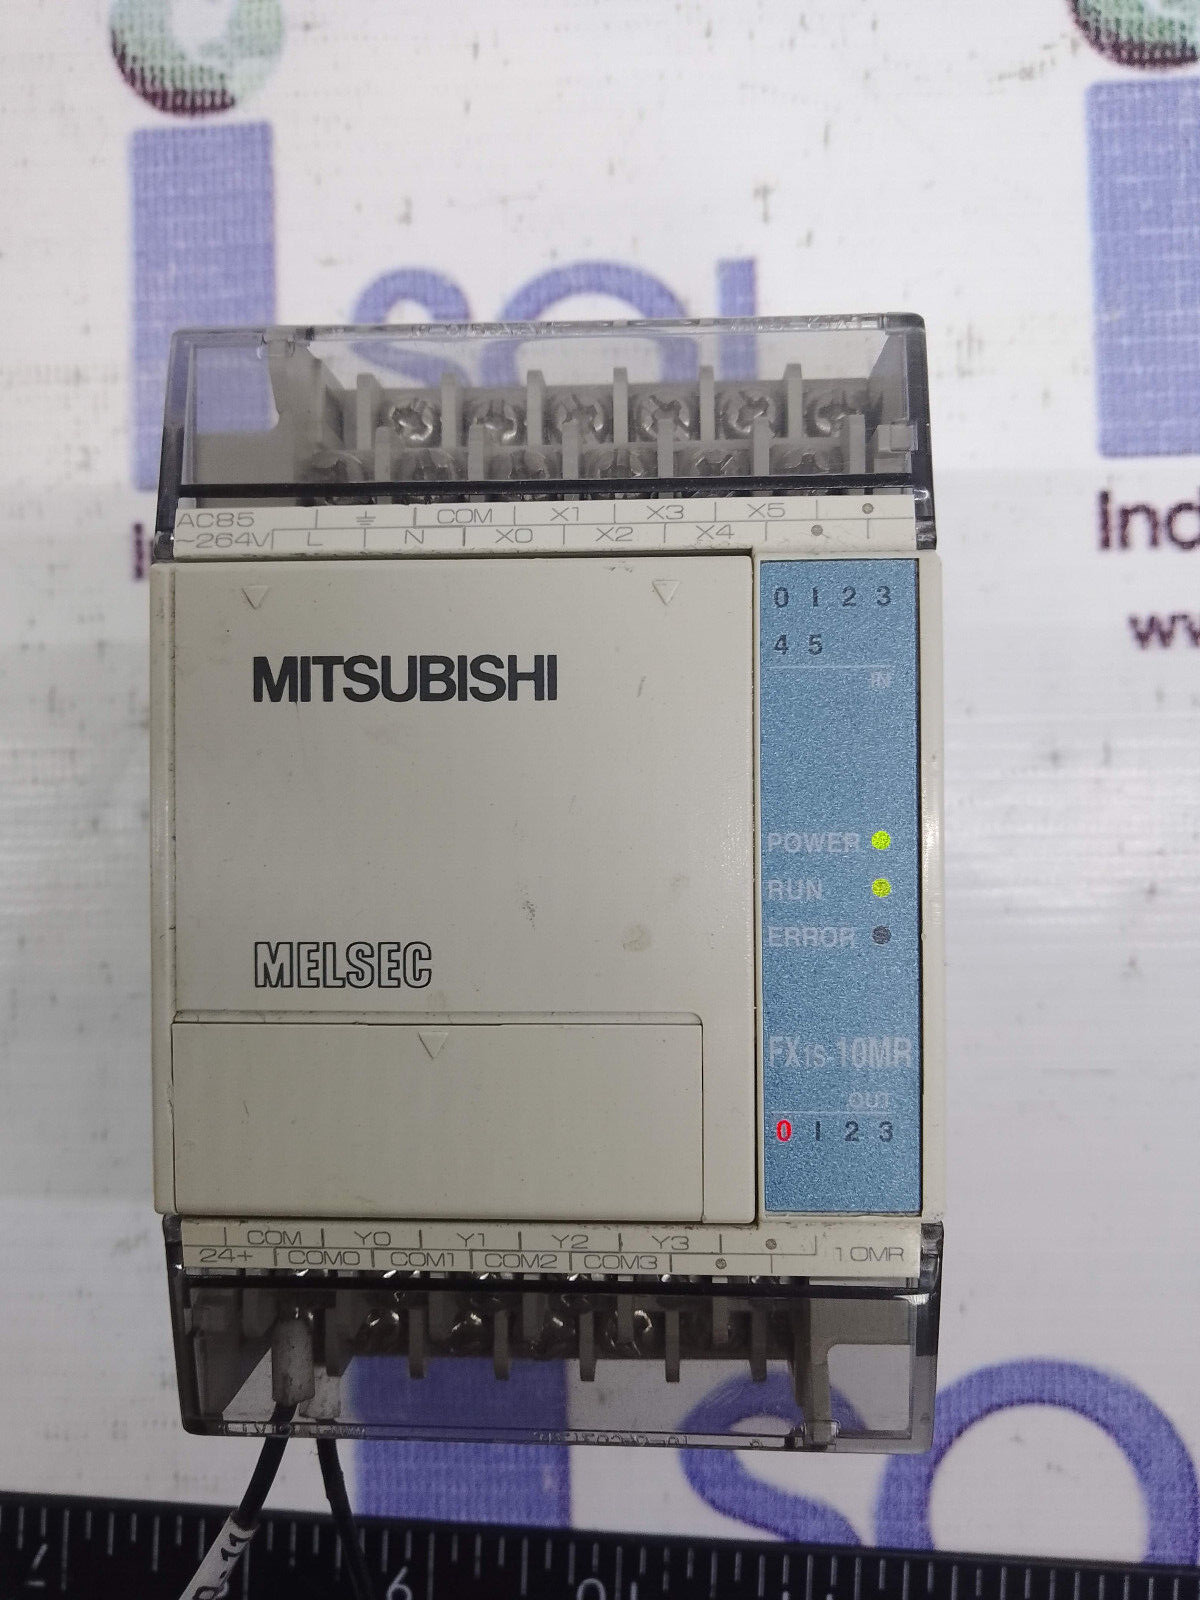 SOL
Ind
ww
AC85 ⏚ COM X1 X3 X5
~264V L N X0 X2 X4
0 1 2 3
4 5
IN
MITSUBISHI
POWER
RUN
ERROR
MELSEC
FX1S-10MR
OUT
0 1 2 3
COM Y0 Y1 Y2 Y3
24+ COM0 COM1 COM2 COM3 10MR